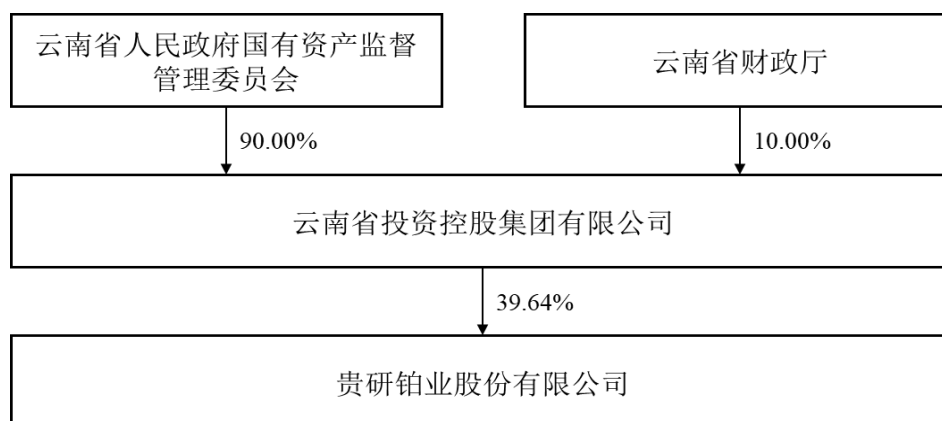 云南省人民政府国有资产监督
管理委员会
云南省财政厅
90.00%
10.00%
云南省投资控股集团有限公司
39.64%
贵研铂业股份有限公司